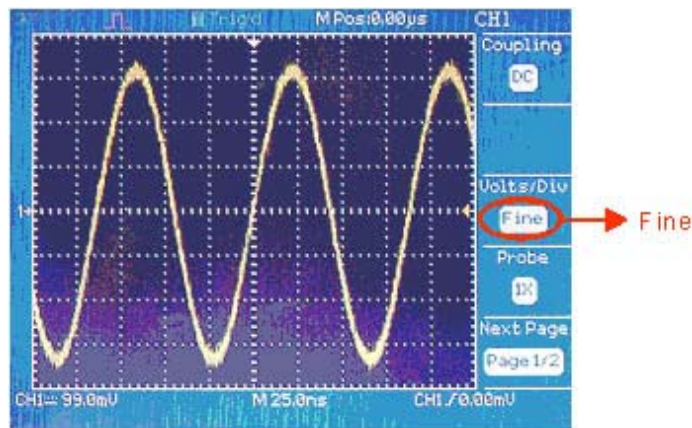 Trig'd M Pos:0.00μs CH1
Coupling
DC
Volts/Div
Fine
Fine
Probe
1X
Next Page
Page 1/2
1
CH1 99.0mV M 25.0ns CH1 0.00mV